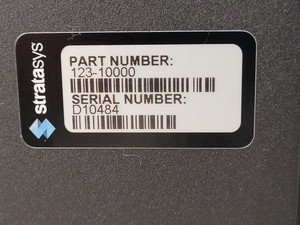 stratasys
PART NUMBER:
123-10000
SERIAL NUMBER:
D10484